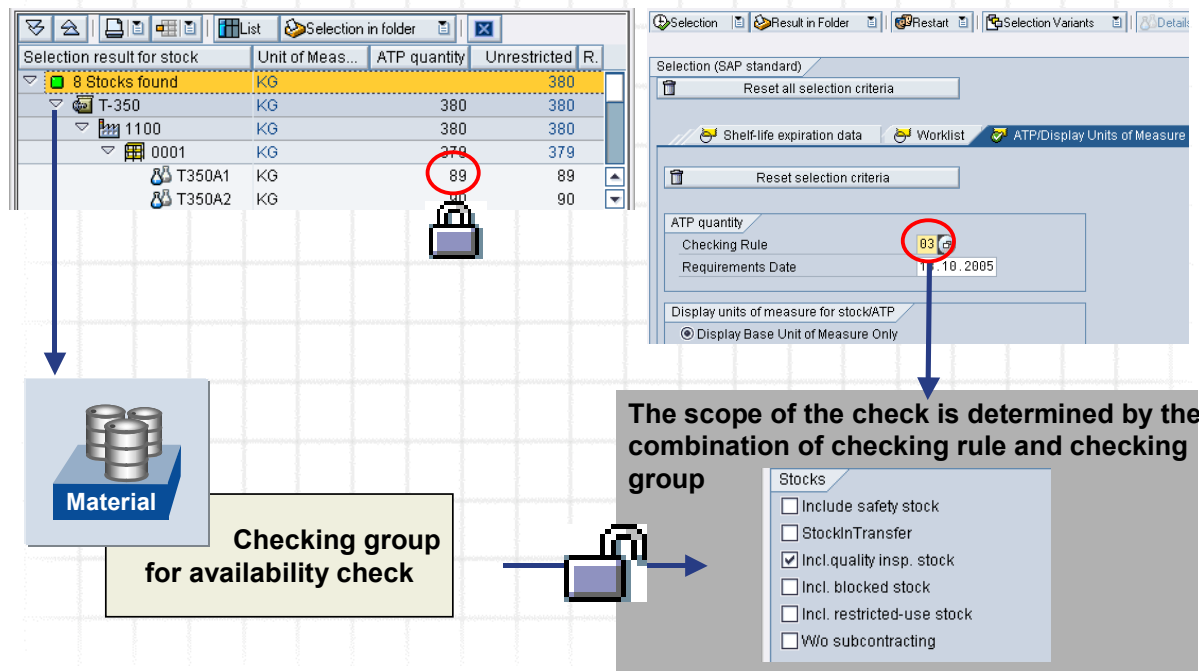 List Selection in folder
Selection result for stock Unit of Meas... ATP quantity Unrestricted R.
8 Stocks found KG 380
T-350 KG 380 380
1100 KG 380 380
0001 KG 379 379
T350A1 KG 89 89
T350A2 KG 90 90
Selection Result in Folder Restart Selection Variants Details
Selection (SAP standard)
Reset all selection criteria
Shelf-life expiration data Worklist ATP/Display Units of Measure
Reset selection criteria
ATP quantity
Checking Rule 03
Requirements Date .10.2005
Display units of measure for stock/ATP
Display Base Unit of Measure Only
Material
Checking group
for availability check
The scope of the check is determined by the
combination of checking rule and checking
group
Stocks
Include safety stock
StockInTransfer
Incl.quality insp. stock
Incl. blocked stock
Incl. restricted-use stock
W/o subcontracting